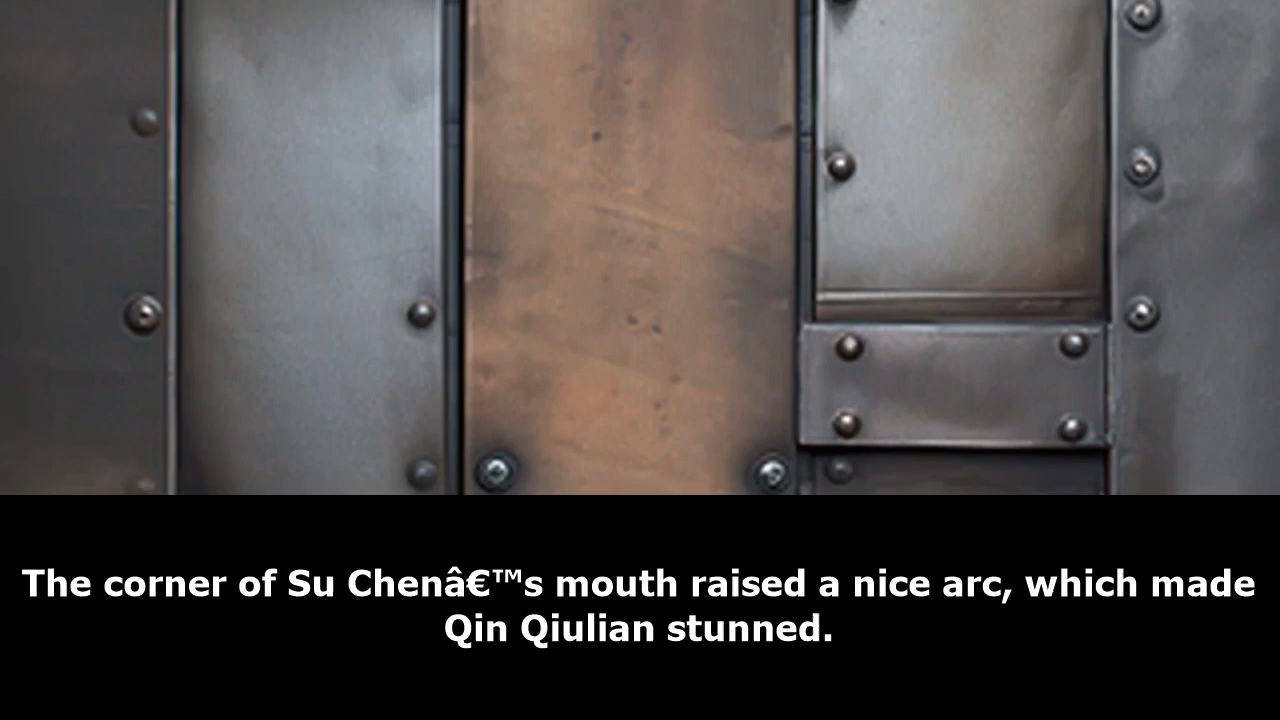 The corner of Su Chenâ€™s mouth raised a nice arc, which made
Qin Qiulian stunned.